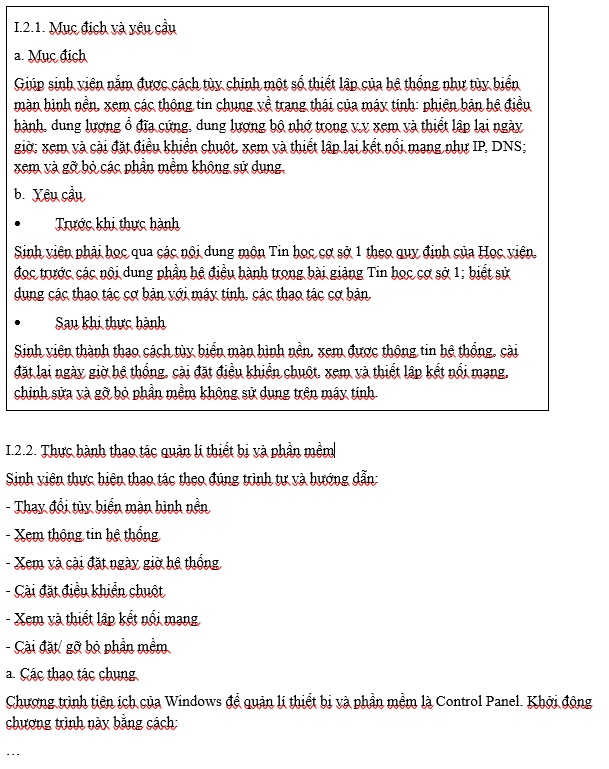 I.2.1. Mục đích và yêu cầu
a. Mục đích
Giúp sinh viên nắm được cách tùy chỉnh một số thiết lập của hệ thống như tùy biến
màn hình nền, xem các thông tin chung về trạng thái của máy tính: phiên bản hệ điều
hành, dung lượng ổ đĩa cứng, dung lượng bộ nhớ trong v.v xem và thiết lập lại ngày
giờ; xem và cài đặt điều khiển chuột, xem và thiết lập lại kết nối mạng như IP, DNS;
xem và gỡ bỏ các phần mềm không sử dụng.
b. Yêu cầu
• Trước khi thực hành
Sinh viên phải học qua các nội dung môn Tin học cơ sở 1 theo quy định của Học viện,
đọc trước các nội dung phần hệ điều hành trong bài giảng Tin học cơ sở 1; biết sử
dụng các thao tác cơ bản với máy tính, các thao tác cơ bản.
• Sau khi thực hành
Sinh viên thành thạo cách tùy biến màn hình nền, xem được thông tin hệ thống, cài
đặt lại ngày giờ hệ thống, cài đặt điều khiển chuột, xem và thiết lập kết nối mạng,
chỉnh sửa và gỡ bỏ phần mềm không sử dụng trên máy tính.
I.2.2. Thực hành thao tác quản lí thiết bị và phần mềm
Sinh viên thực hiện thao tác theo đúng trình tự và hướng dẫn:
- Thay đổi tùy biến màn hình nền
- Xem thông tin hệ thống
- Xem và cài đặt ngày giờ hệ thống
- Cài đặt điều khiển chuột
- Xem và thiết lập kết nối mạng
- Cài đặt/ gỡ bỏ phần mềm
a. Các thao tác chung
Chương trình tiện ích của Windows để quản lí thiết bị và phần mềm là Control Panel. Khởi động
chương trình này bằng cách:
…